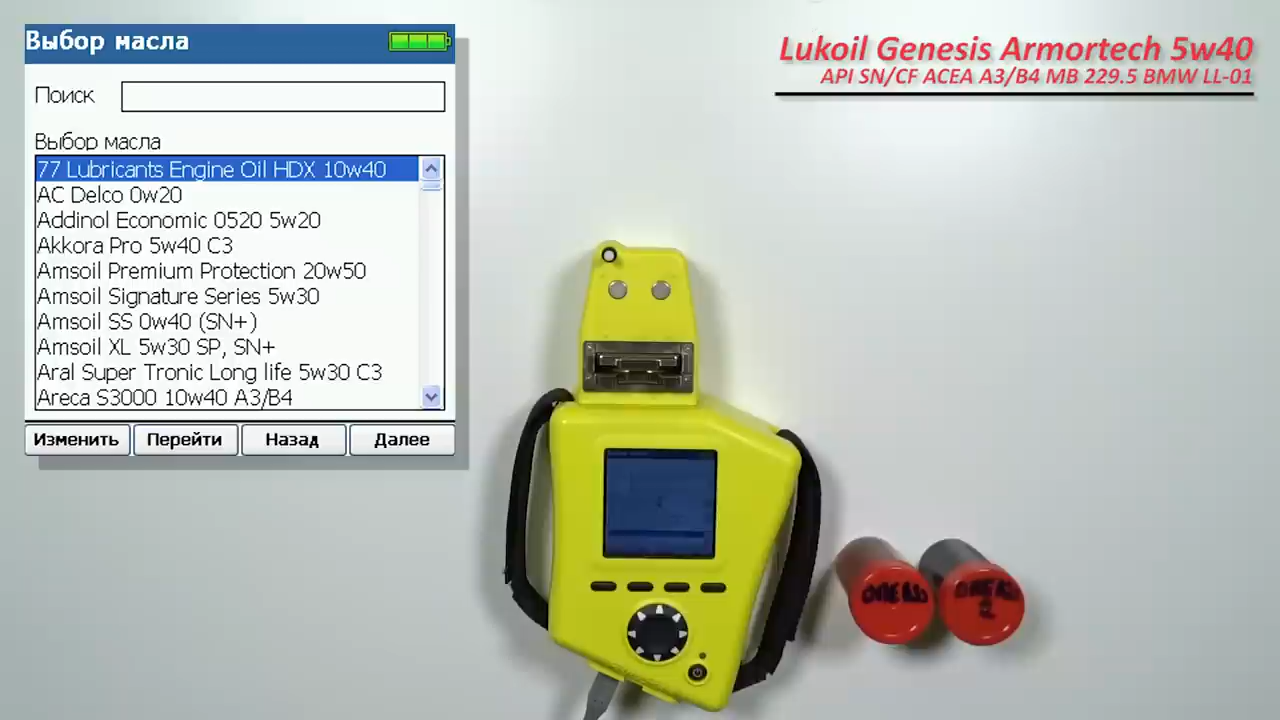 Выбор масла
Поиск
Выбор масла
77 Lubricants Engine Oil HDX 10w40
AC Delco 0w20
Addinol Economic 0520 5w20
Akkora Pro 5w40 C3
Amsoil Premium Protection 20w50
Amsoil Signature Series 5w30
Amsoil SS 0w40 (SN+)
Amsoil XL 5w30 SP, SN+
Aral Super Tronic Long life 5w30 C3
Areca S3000 10w40 A3/B4
Изменить
Перейти
Назад
Далее
Lukoil Genesis Armortech 5w40
API SN/CF ACEA A3/B4 MB 229.5 BMW LL-01